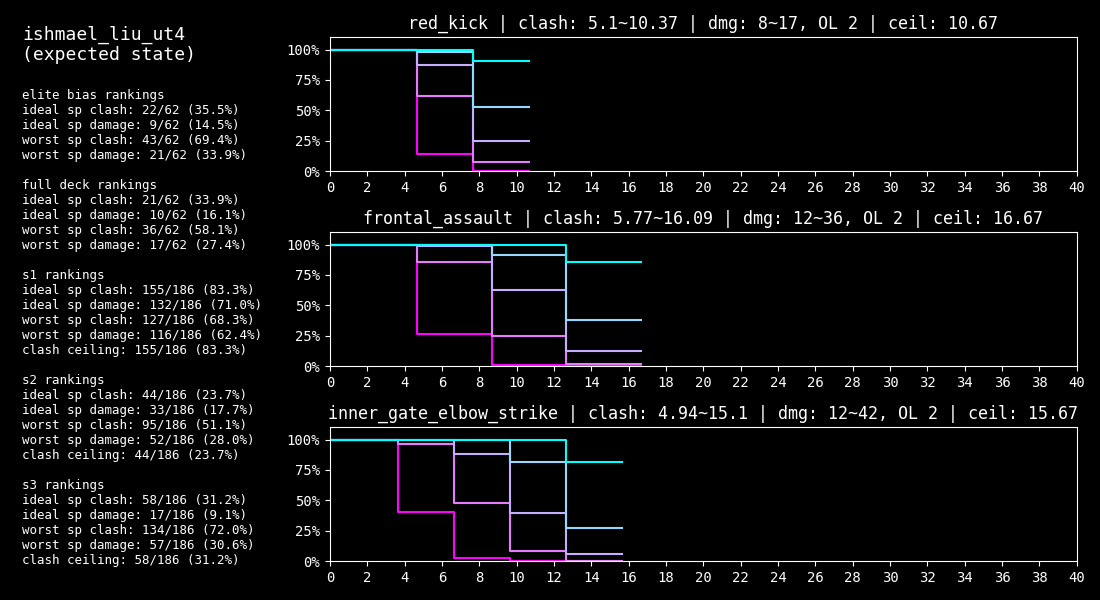 ishmael_liu_ut4
(expected state)
elite bias rankings
ideal sp clash: 22/62 (35.5%)
ideal sp damage: 9/62 (14.5%)
worst sp clash: 43/62 (69.4%)
worst sp damage: 21/62 (33.9%)
full deck rankings
ideal sp clash: 21/62 (33.9%)
ideal sp damage: 10/62 (16.1%)
worst sp clash: 36/62 (58.1%)
worst sp damage: 17/62 (27.4%)
s1 rankings
ideal sp clash: 155/186 (83.3%)
ideal sp damage: 132/186 (71.0%)
worst sp clash: 127/186 (68.3%)
worst sp damage: 116/186 (62.4%)
clash ceiling: 155/186 (83.3%)
s2 rankings
ideal sp clash: 44/186 (23.7%)
ideal sp damage: 33/186 (17.7%)
worst sp clash: 95/186 (51.1%)
worst sp damage: 52/186 (28.0%)
clash ceiling: 44/186 (23.7%)
s3 rankings
ideal sp clash: 58/186 (31.2%)
ideal sp damage: 17/186 (9.1%)
worst sp clash: 134/186 (72.0%)
worst sp damage: 57/186 (30.6%)
clash ceiling: 58/186 (31.2%)
red_kick | clash: 5.1~10.37 | dmg: 8~17, OL 2 | ceil: 10.67
100%
75%
50%
25%
0%
0 2 4 6 8 10 12 14 16 18 20 22 24 26 28 30 32 34 36 38 40
frontal_assault | clash: 5.77~16.09 | dmg: 12~36, OL 2 | ceil: 16.67
100%
75%
50%
25%
0%
0 2 4 6 8 10 12 14 16 18 20 22 24 26 28 30 32 34 36 38 40
inner_gate_elbow_strike | clash: 4.94~15.1 | dmg: 12~42, OL 2 | ceil: 15.67
100%
75%
50%
25%
0%
0 2 4 6 8 10 12 14 16 18 20 22 24 26 28 30 32 34 36 38 40